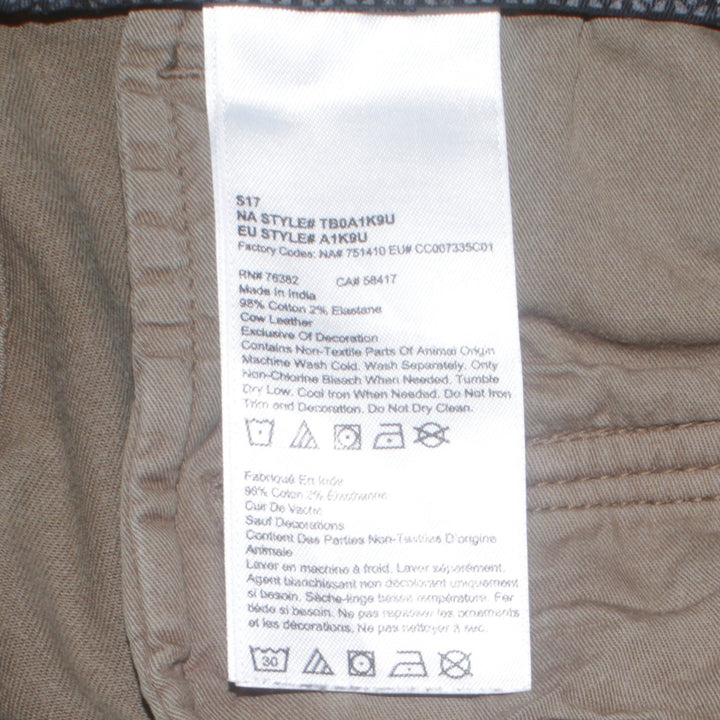 S17
NA STYLE# TB0A1K9U
EU STYLE# A1K9U
Factory Codes: NA# 751410 EU# CC007335C01
RN# 76382 CA# 58417
Made In India
98% Cotton 2% Elastane
Cow Leather
Exclusive Of Decoration
Contains Non-Textile Parts Of Animal Origin
Machine Wash Cold. Wash Separately. Only
Non-Chlorine Bleach When Needed. Tumble
Dry Low. Cool Iron When Needed. Do Not Iron
Trim and Decoration. Do Not Dry Clean.
Fabriqué En Inde
98% Coton 2% Elasthanne
Cuir De Vache
Sauf Decorations
Contient Des Parties Non-Textiles D'origine
Animale
Laver en machine à froid. Laver séparément.
Agent blanchissant non décolorant uniquement
si besoin. Sèche-linge basse température. Fer
tiède si besoin. Ne pas repasser les ornements
et les décorations. Ne pas nettoyer à sec.
30